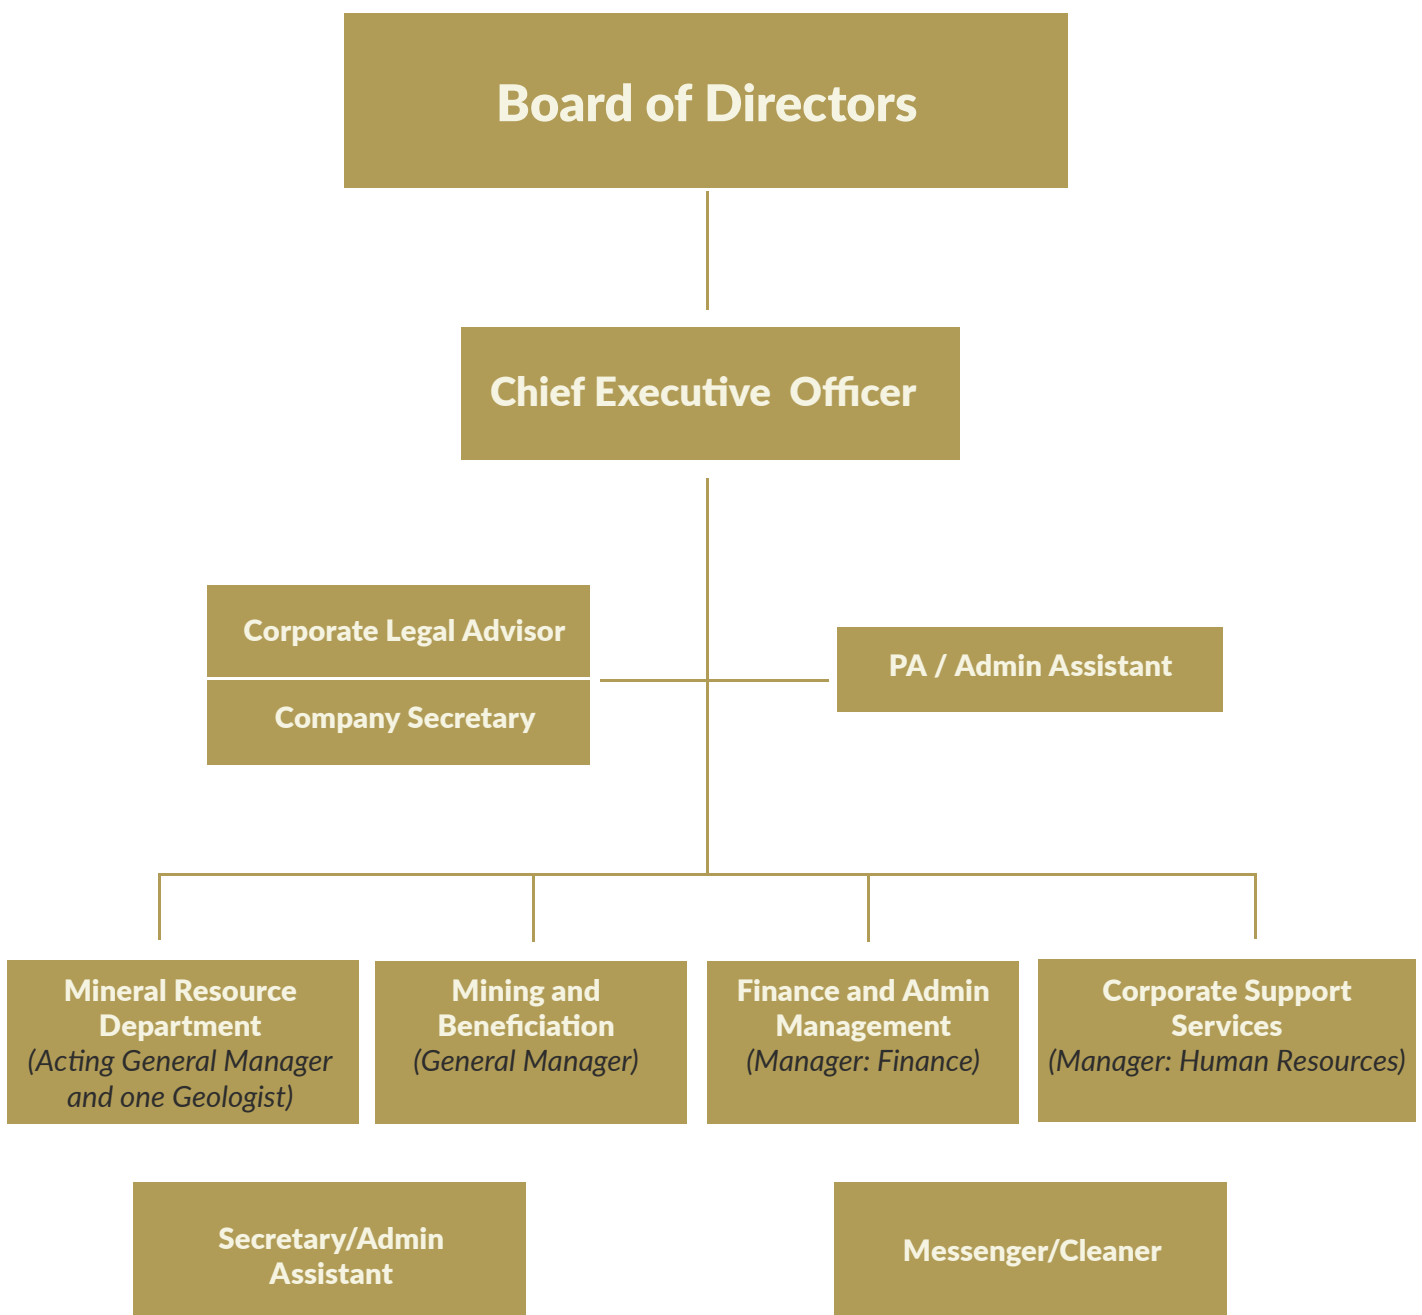 Board of Directors
Chief Executive Officer
Corporate Legal Advisor
Company Secretary
PA / Admin Assistant
Mineral Resource
Department
(Acting General Manager
and one Geologist)
Mining and
Beneficiation
(General Manager)
Finance and Admin
Management
(Manager: Finance)
Corporate Support
Services
(Manager: Human Resources)
Secretary/Admin
Assistant
Messenger/Cleaner